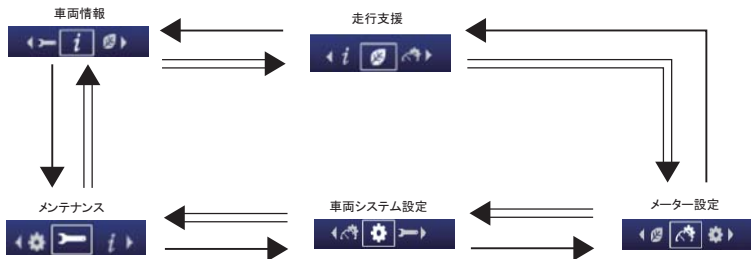 車両情報
走行支援
メンテナンス
車両システム設定
メーター設定